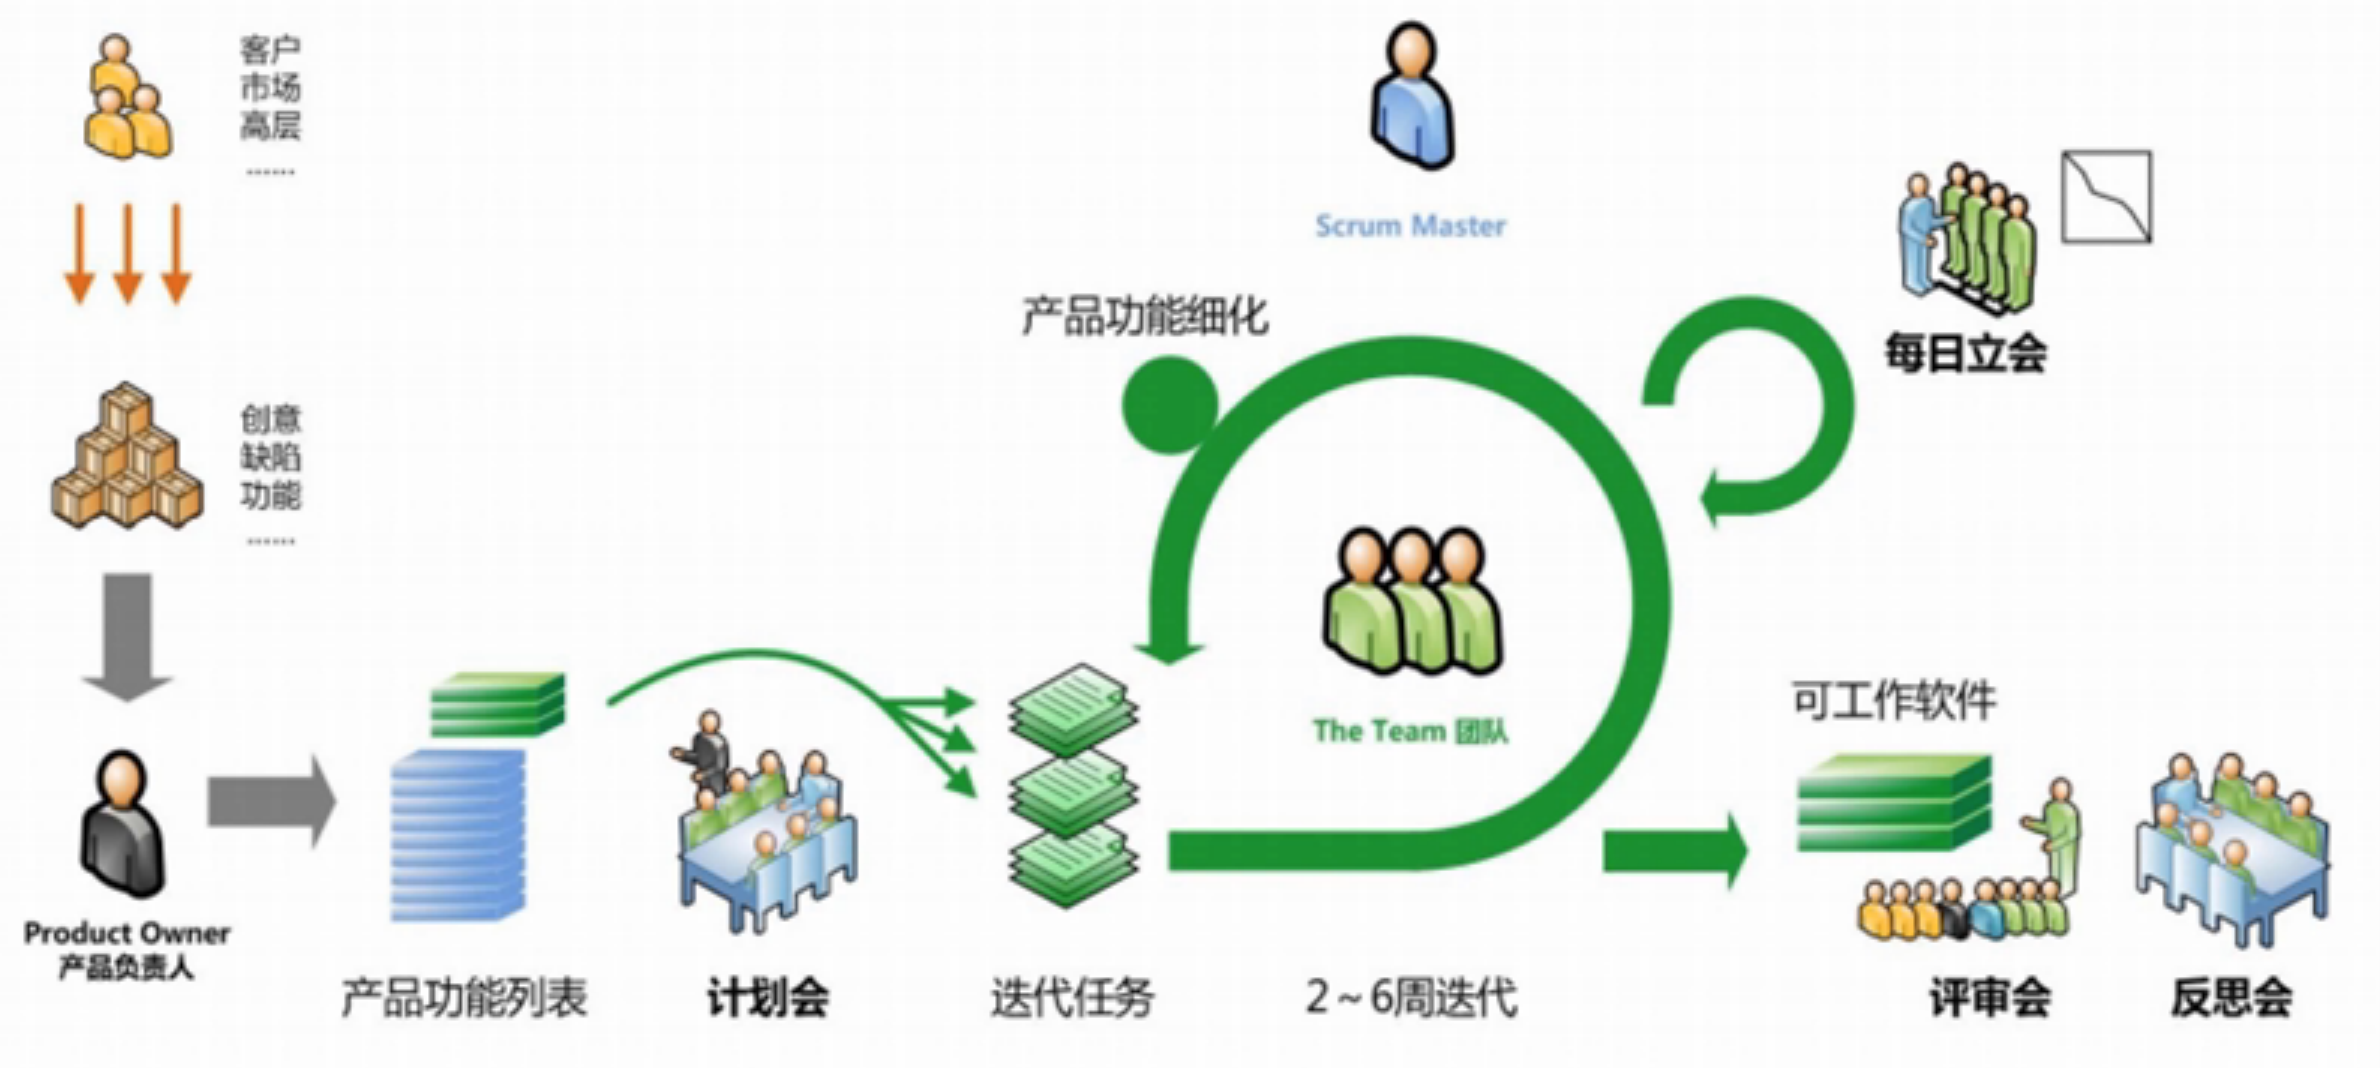 客户
市场
高层
......
创意
缺陷
功能
......
Product Owner
产品负责人
产品功能列表
计划会
迭代任务
产品功能细化
Scrum Master
The Team 团队
2～6周迭代
每日立会
可工作软件
评审会
反思会